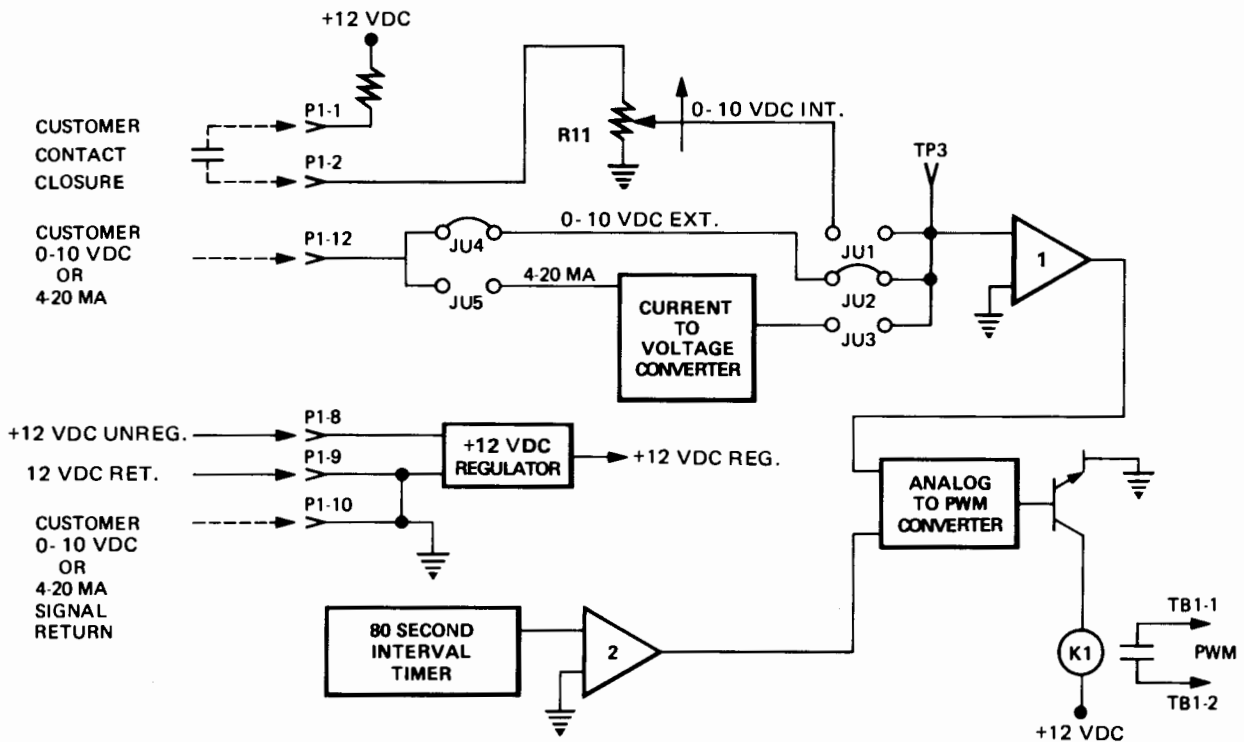 +12 VDC
P1-1
CUSTOMER
CONTACT
CLOSURE
P1-2
R11
0-10 VDC INT.
TP3
CUSTOMER
0-10 VDC
OR
4-20 MA
P1-12
JU4
0-10 VDC EXT.
JU5
4-20 MA
CURRENT
TO
VOLTAGE
CONVERTER
JU1
JU2
JU3
1
+12 VDC UNREG.
P1-8
12 VDC RET.
P1-9
+12 VDC
REGULATOR
+12 VDC REG.
P1-10
CUSTOMER
0-10 VDC
OR
4-20 MA
SIGNAL
RETURN
80 SECOND
INTERVAL
TIMER
2
ANALOG
TO PWM
CONVERTER
K1
TB1-1
PWM
TB1-2
+12 VDC